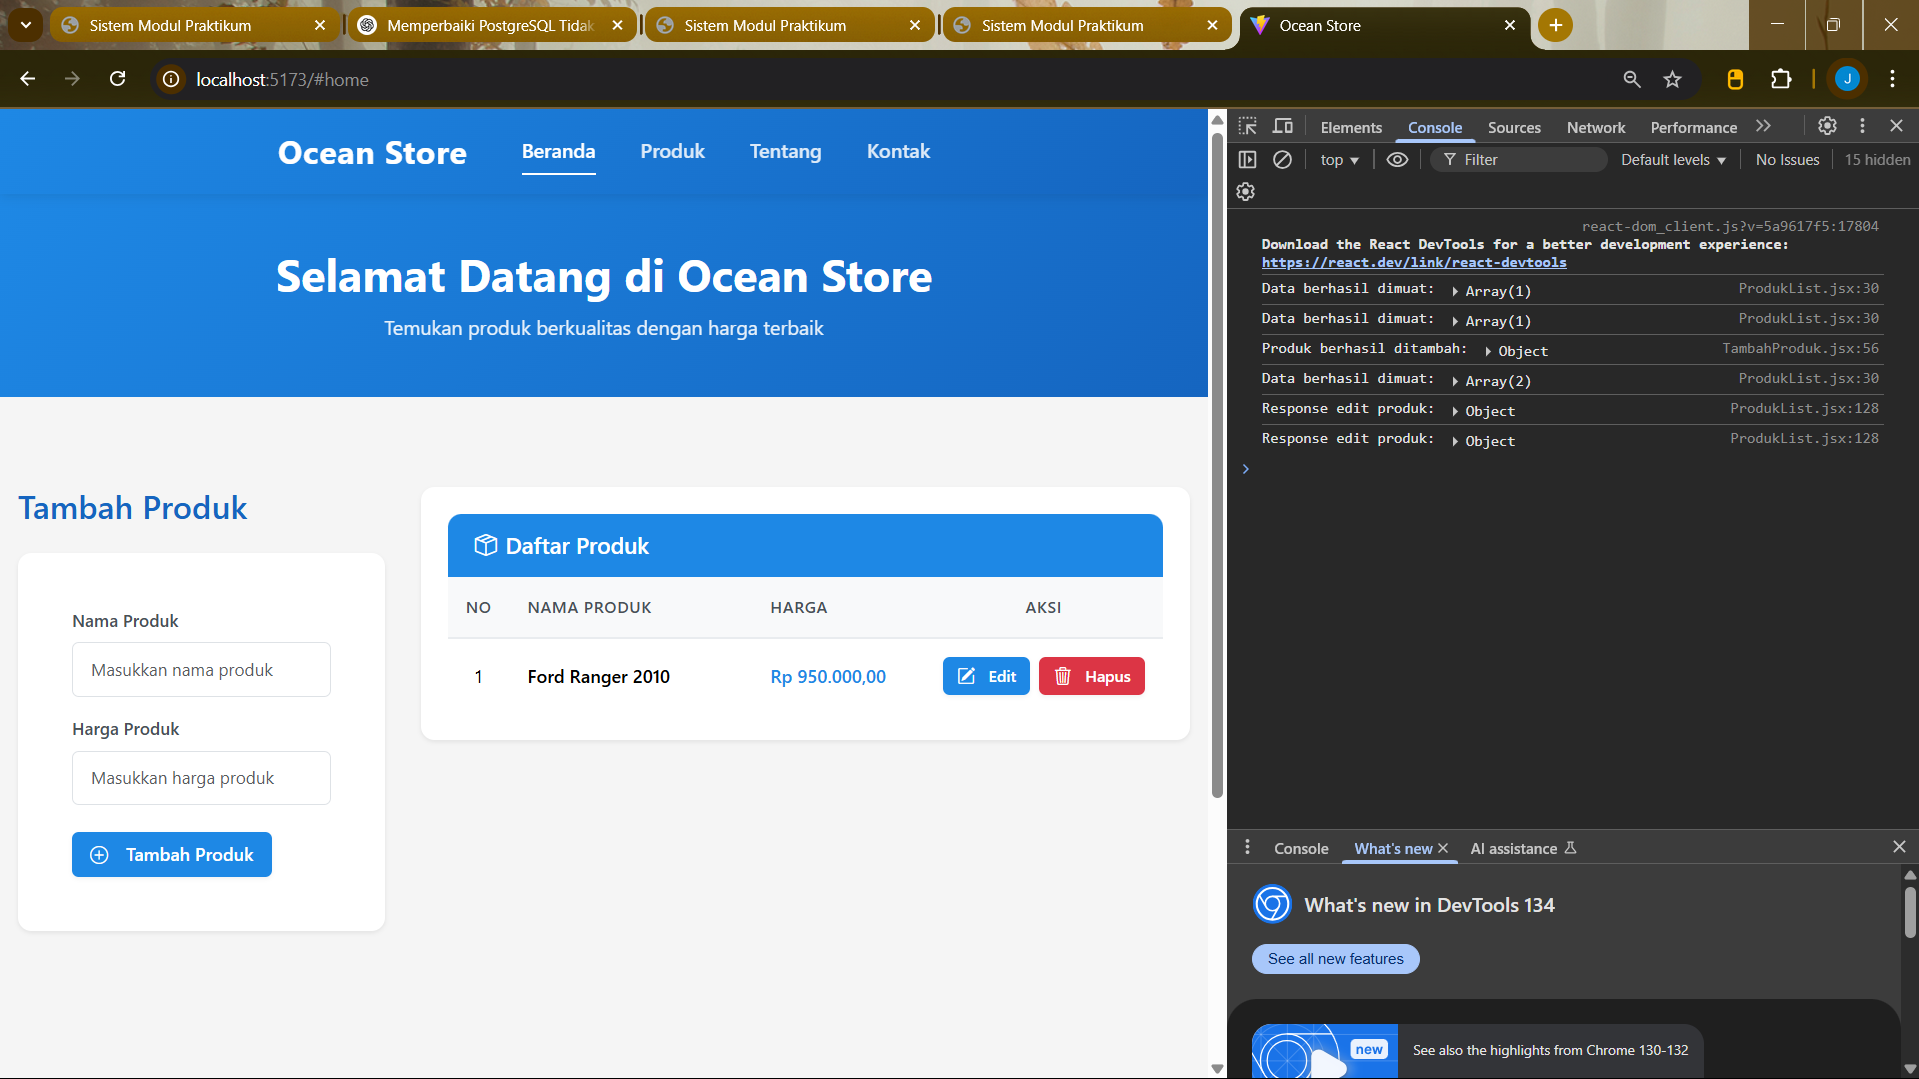 Sistem Modul Praktikum
Memperbaiki PostgreSQL Tidak
Sistem Modul Praktikum
Sistem Modul Praktikum
Ocean Store
localhost:5173/#home
J
Ocean Store
Beranda
Produk
Tentang
Kontak
Selamat Datang di Ocean Store
Temukan produk berkualitas dengan harga terbaik
Tambah Produk
Nama Produk
Masukkan nama produk
Harga Produk
Masukkan harga produk
Tambah Produk
Daftar Produk
NO NAMA PRODUK HARGA AKSI
1 Ford Ranger 2010 Rp 950.000,00 Edit Hapus
Elements Console Sources Network Performance
top Filter Default levels No Issues 15 hidden
react-dom_client.js?v=5a9617f5:17804
Download the React DevTools for a better development experience:
https://react.dev/link/react-devtools
Data berhasil dimuat: Array(1) ProdukList.jsx:30
Data berhasil dimuat: Array(1) ProdukList.jsx:30
Produk berhasil ditambah: Object TambahProduk.jsx:56
Data berhasil dimuat: Array(2) ProdukList.jsx:30
Response edit produk: Object ProdukList.jsx:128
Response edit produk: Object ProdukList.jsx:128
Console What's new AI assistance
What's new in DevTools 134
See all new features
new
See also the highlights from Chrome 130-132